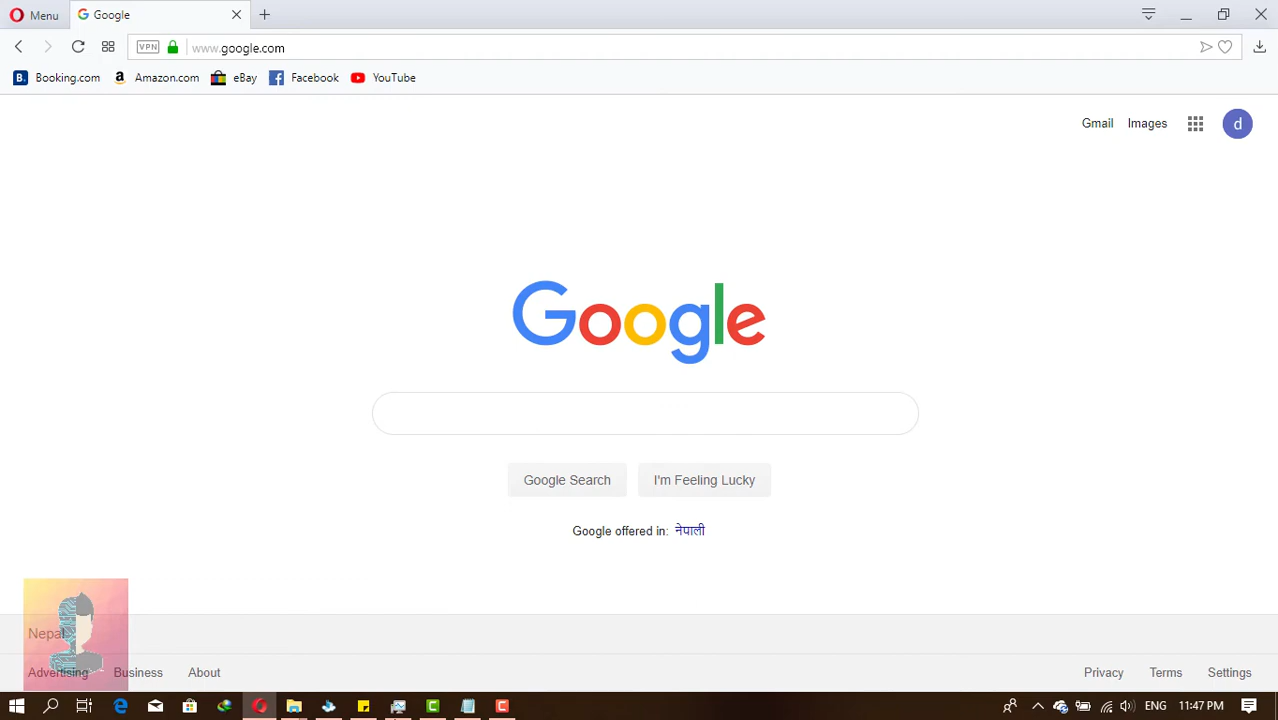 Menu
Google
VPN
www.google.com
Booking.com
Amazon.com
eBay
Facebook
YouTube
Gmail
Images
d
Google
Google Search
I'm Feeling Lucky
Google offered in: नेपाली
Nepal
Advertising
Business
About
Privacy
Terms
Settings
ENG
11:47 PM